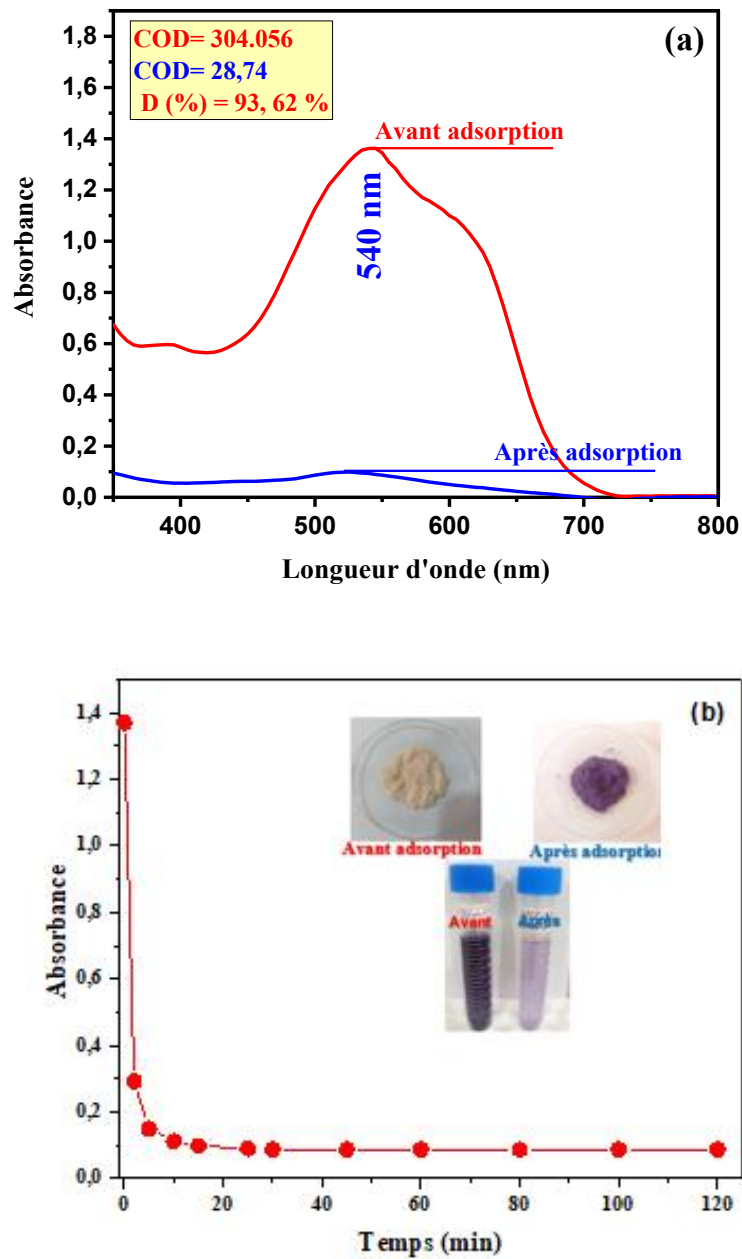 COD= 304.056
COD= 28,74
D (%) = 93, 62 %
(a)
Avant adsorption
540 nm
Après adsorption
Absorbance
1,8
1,6
1,4
1,2
1,0
0,8
0,6
0,4
0,2
0,0
400 500 600 700 800
Longueur d'onde (nm)
(b)
Avant adsorption
Après adsorption
Avant
Après
Absorbance
1,4
1,2
1,0
0,8
0,6
0,4
0,2
0,0
0 20 40 60 80 100 120
Temps (min)